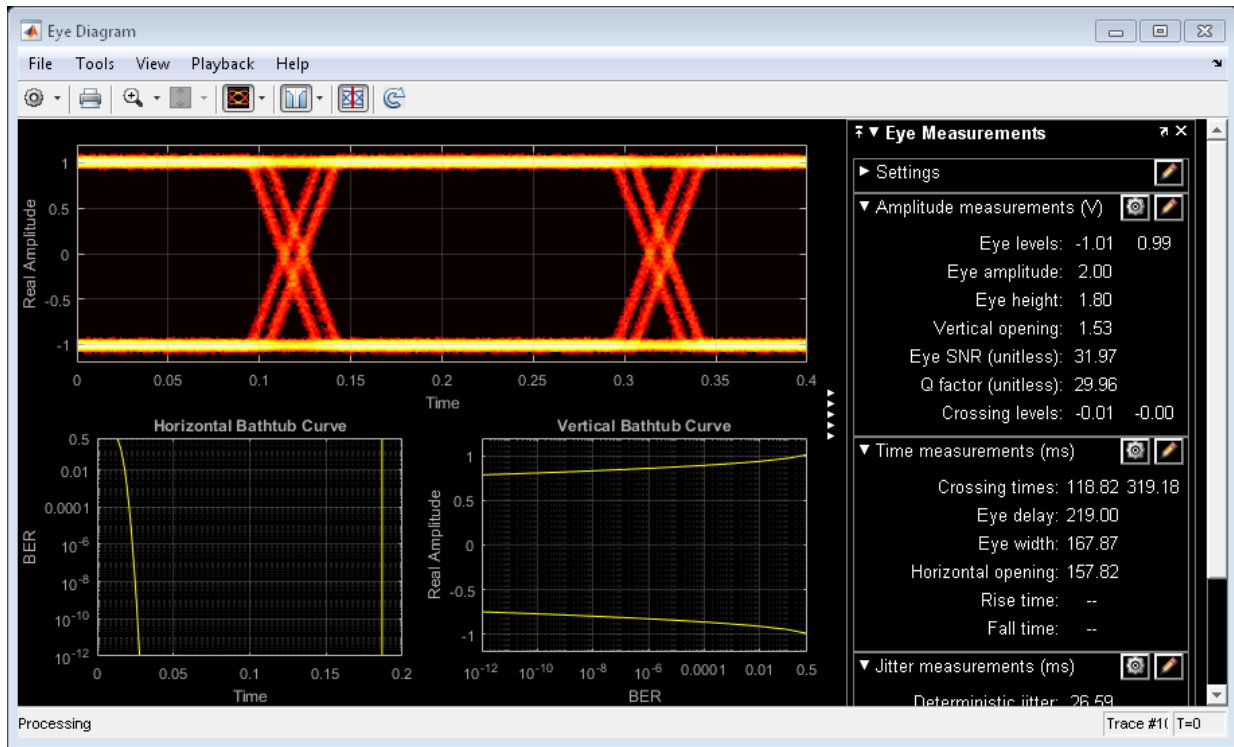 Eye Diagram
File Tools View Playback Help
1
0.5
0
-0.5
-1
Real Amplitude
0 0.05 0.1 0.15 0.2 0.25 0.3 0.35 0.4
Time
Horizontal Bathtub Curve
0.5
0.01
0.0001
10^-6
10^-8
10^-10
10^-12
BER
0 0.05 0.1 0.15 0.2
Time
Vertical Bathtub Curve
1
0.5
0
-0.5
-1
Real Amplitude
10^-12 10^-10 10^-8 10^-6 0.0001 0.01 0.5
BER
Eye Measurements
Settings
Amplitude measurements (V)
Eye levels: -1.01 0.99
Eye amplitude: 2.00
Eye height: 1.80
Vertical opening: 1.53
Eye SNR (unitless): 31.97
Q factor (unitless): 29.96
Crossing levels: -0.01 -0.00
Time measurements (ms)
Crossing times: 118.82 319.18
Eye delay: 219.00
Eye width: 167.87
Horizontal opening: 157.82
Rise time: --
Fall time: --
Jitter measurements (ms)
Deterministic jitter: 26.59
Processing
Trace #1( T=0